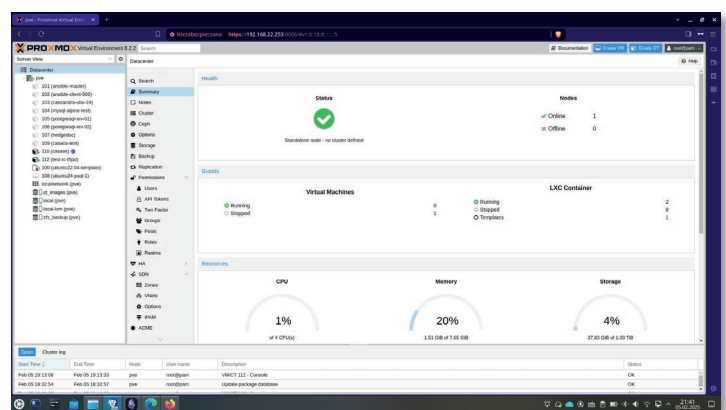 pve - Proxmox Virtual Envir
Niezabezpieczona https://192.168.22.253:8006/#v1:0:18:4:::::::5
PROXMOX Virtual Environment 8.2.2 Search
Documentation Create VM Create CT root@pam
Server View
Datacenter
Help
Datacenter
pve
101 (ansible-master)
102 (ansible-client-000)
103 (cassandra-ubu-24)
104 (mysql-alpine-test)
105 (postgresql-srv-01)
106 (postgresql-srv-02)
107 (hedgedoc)
109 (casaos-test)
110 (casaos)
112 (test-rc-tftpd)
100 (ubuntu22.04-template)
108 (ubuntu24-psql-1)
localnetwork (pve)
ct_images (pve)
local (pve)
local-lvm (pve)
zfs_backup (pve)
Search
Summary
Notes
Cluster
Ceph
Options
Storage
Backup
Replication
Permissions
Users
API Tokens
Two Factor
Groups
Pools
Roles
Realms
HA
SDN
Zones
VNets
Options
IPAM
ACME
Health
Status
Nodes
Online 1
Offline 0
Standalone node - no cluster defined
Guests
Virtual Machines
Running 0
Stopped 1
LXC Container
Running 2
Stopped 8
Templates 1
Resources
CPU
Memory
Storage
1%
20%
4%
of 4 CPU(s)
1.51 GiB of 7.65 GiB
37.83 GiB of 1.00 TiB
Tasks Cluster log
Start Time End Time Node User name Description Status
Feb 05 19:13:08 Feb 05 19:13:33 pve root@pam VM/CT 112 - Console OK
Feb 05 18:32:54 Feb 05 18:32:57 pve root@pam Update package database OK
21:41
05.02.2025